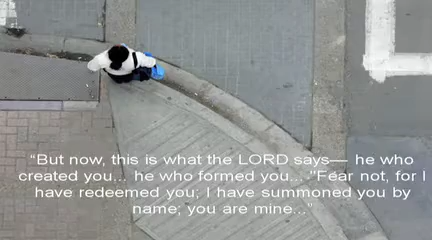 “But now, this is what the LORD says— he who
created you... he who formed you... “Fear not, for I
have redeemed you; I have summoned you by
name; you are mine...”